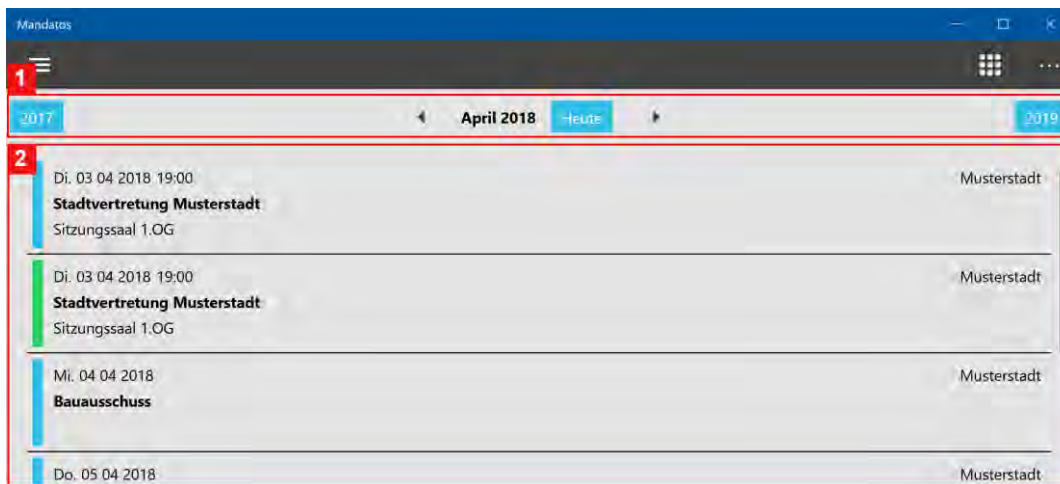 Mandatos
1
2017
April 2018 Heute
2019
2
Di. 03 04 2018 19:00
Musterstadt
Stadtvertretung Musterstadt
Sitzungssaal 1.OG
Di. 03 04 2018 19:00
Musterstadt
Stadtvertretung Musterstadt
Sitzungssaal 1.OG
Mi. 04 04 2018
Musterstadt
Bauausschuss
Do. 05 04 2018
Musterstadt